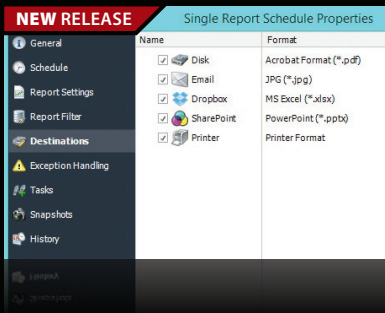 NEW RELEASE
Single Report Schedule Properties
General
Schedule
Report Settings
Report Filter
Destinations
Exception Handling
Tasks
Snapshots
History
Name Format
Disk Acrobat Format (*.pdf)
Email JPG (*.jpg)
Dropbox MS Excel (*.xlsx)
SharePoint PowerPoint (*.pptx)
Printer Printer Format